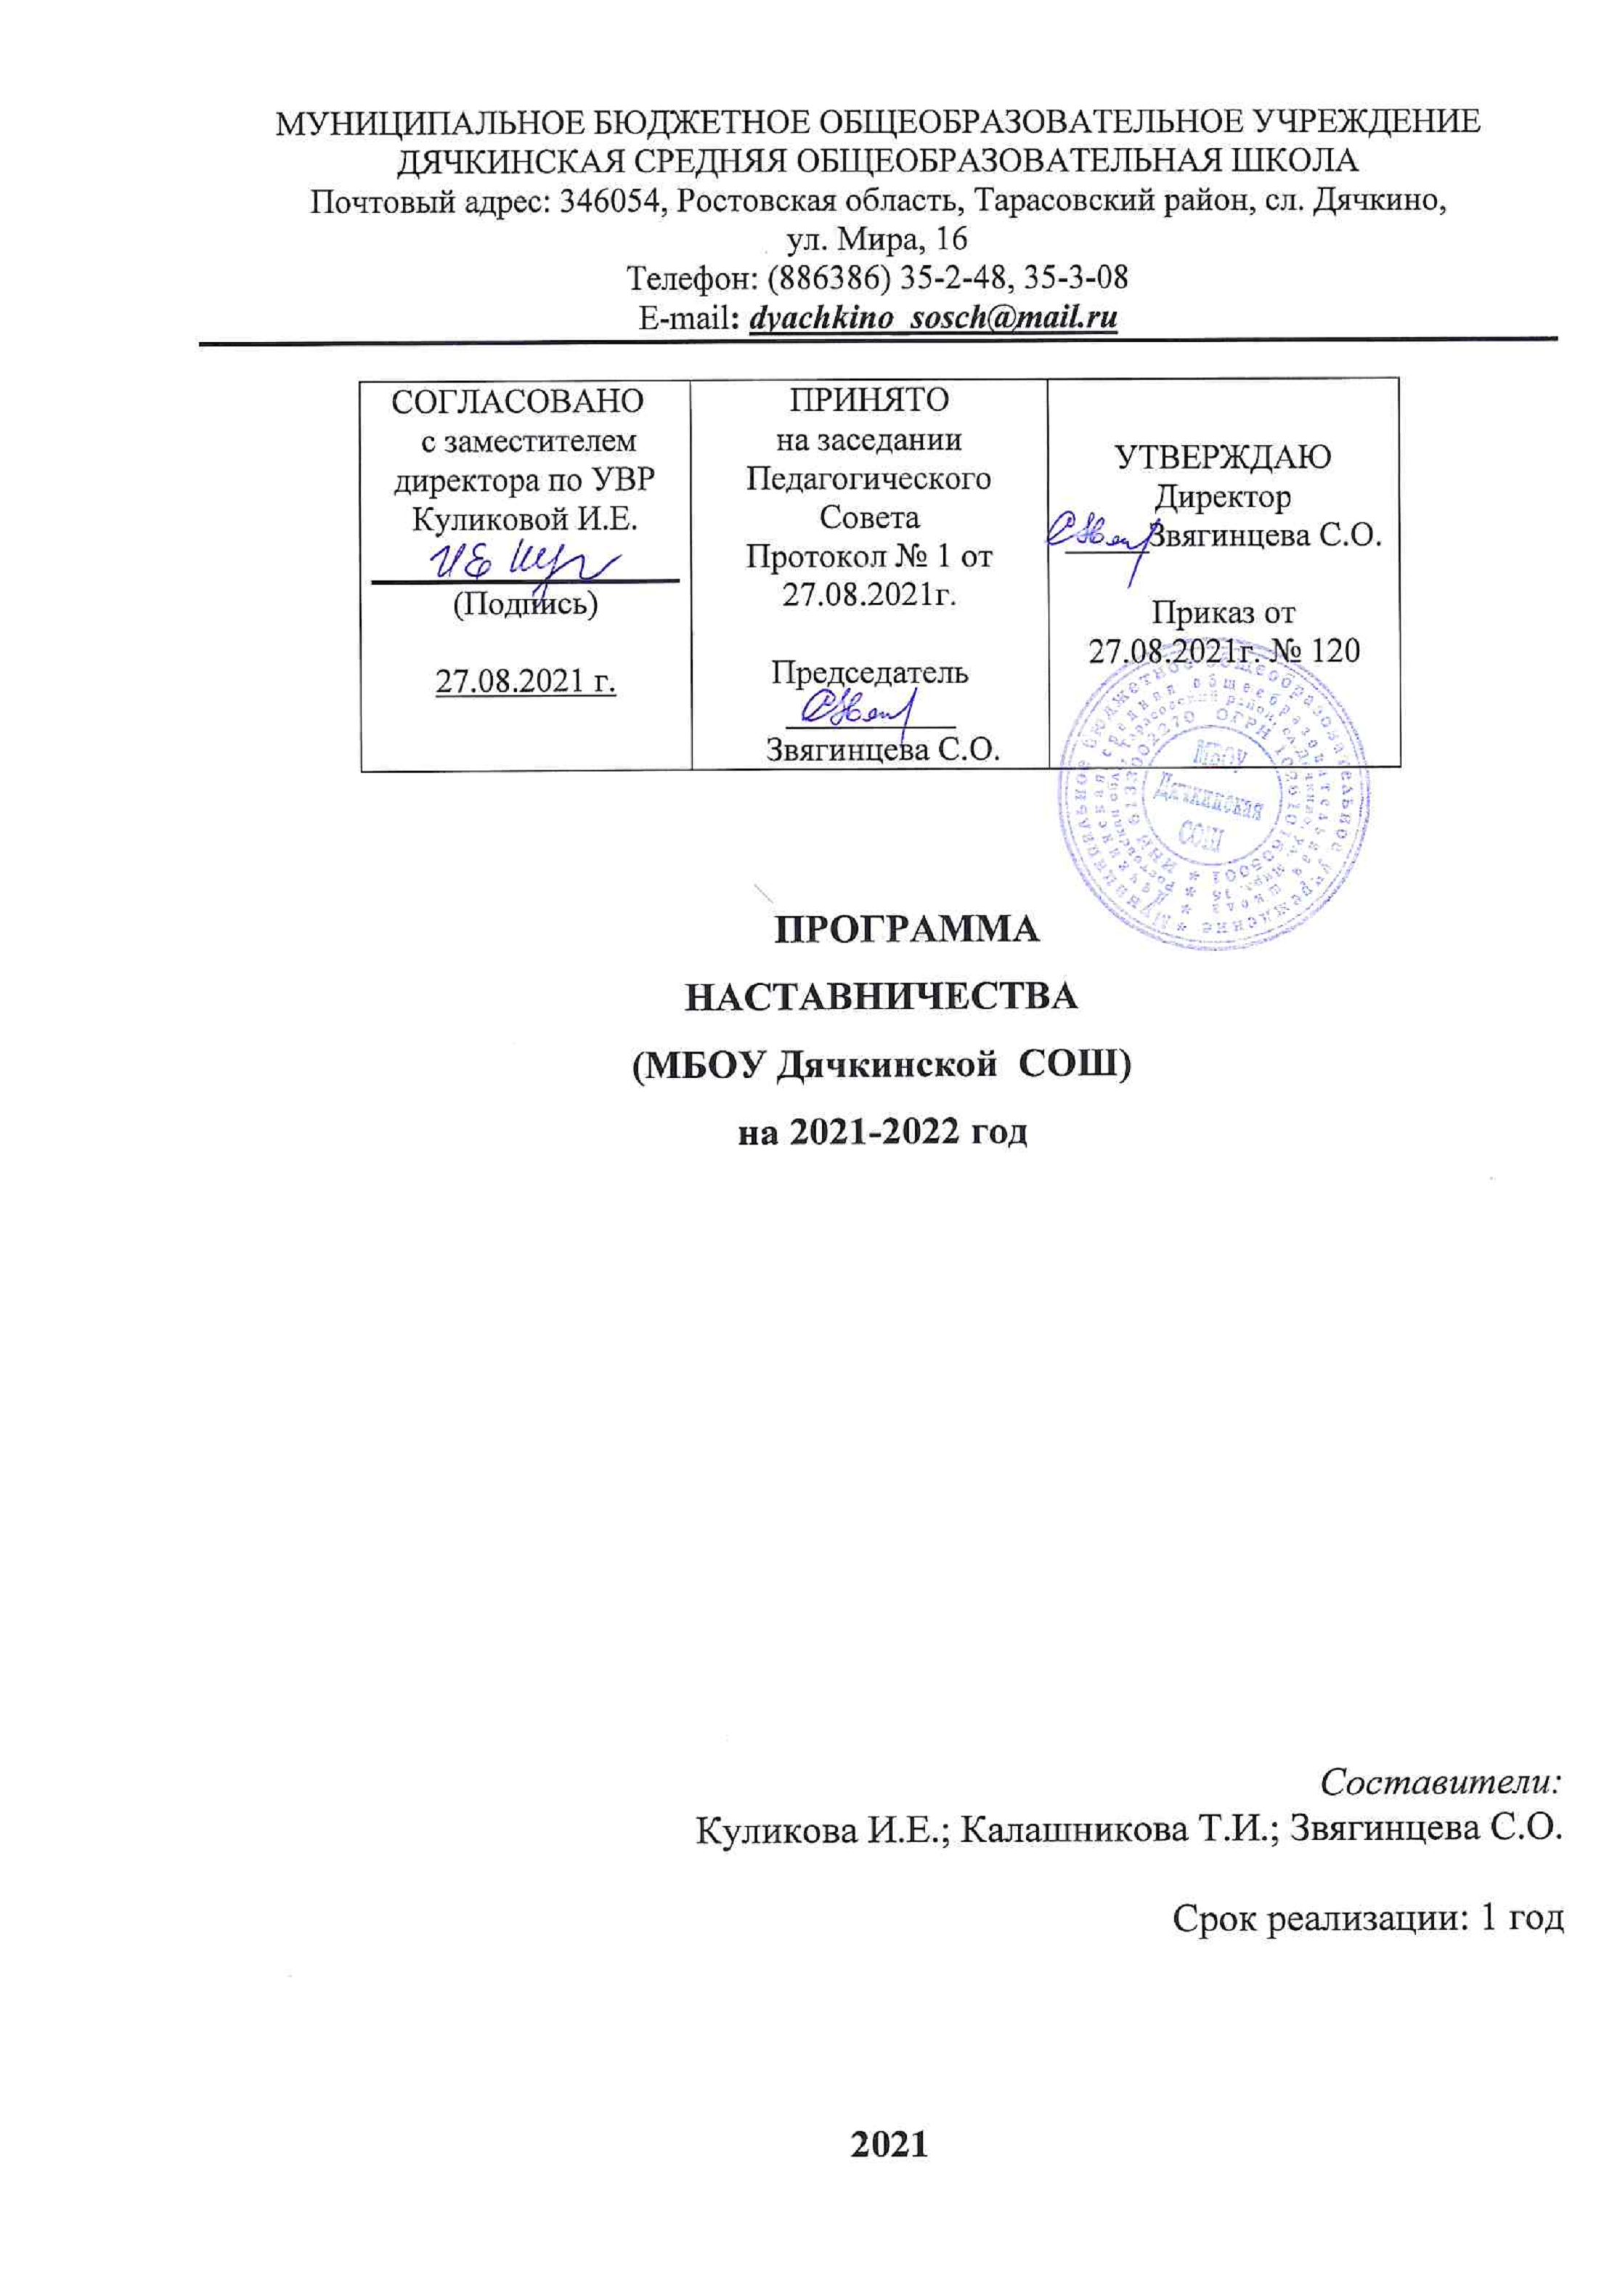 МУНИЦИПАЛЬНОЕ БЮДЖЕТНОЕ ОБЩЕОБРАЗОВАТЕЛЬНОЕ УЧРЕЖДЕНИЕ
ДЯЧКИНСКАЯ СРЕДНЯЯ ОБЩЕОБРАЗОВАТЕЛЬНАЯ ШКОЛА
Почтовый адрес: 346054, Ростовская область, Тарасовский район, сл. Дячкино,
ул. Мира, 16
Телефон: (886386) 35-2-48, 35-3-08
E-mail: dyachkino_sosch@mail.ru
СОГЛАСОВАНО
с заместителем
директора по УВР
Куликовой И.Е.
(Подпись)
27.08.2021 г.
ПРИНЯТО
на заседании
Педагогического
Совета
Протокол № 1 от
27.08.2021г.
Председатель
Звягинцева С.О.
УТВЕРЖДАЮ
Директор
Звягинцева С.О.
Приказ от
27.08.2021г. № 120
МБОУ
Дячкинская
СОШ
ПРОГРАММА
НАСТАВНИЧЕСТВА
(МБОУ Дячкинской СОШ)
на 2021-2022 год
Составители:
Куликова И.Е.; Калашникова Т.И.; Звягинцева С.О.
Срок реализации: 1 год
2021